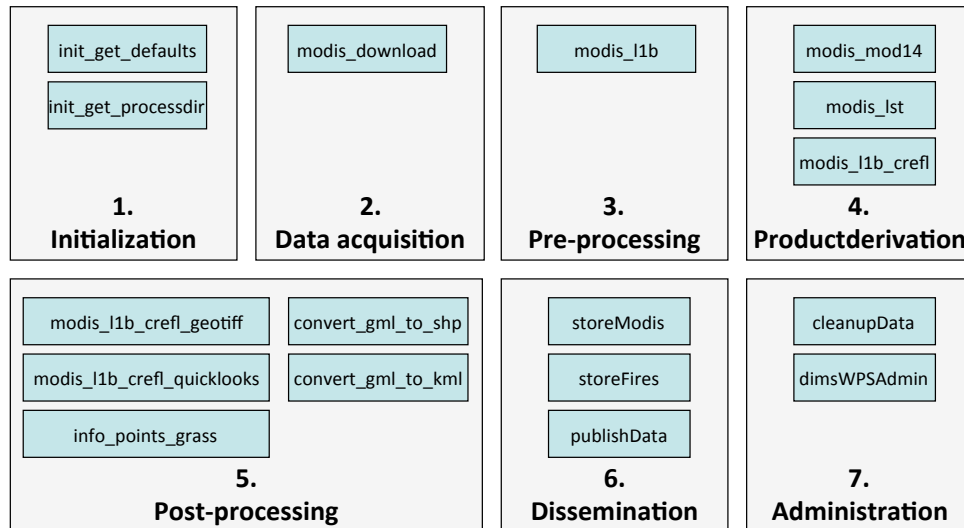 init_get_defaults
init_get_processdir
1.
Initialization
modis_download
2.
Data acquisition
modis_l1b
3.
Pre-processing
modis_mod14
modis_lst
modis_l1b_crefl
4.
Productderivation
modis_l1b_crefl_geotiff
convert_gml_to_shp
modis_l1b_crefl_quicklooks
convert_gml_to_kml
info_points_grass
5.
Post-processing
storeModis
storeFires
publishData
6.
Dissemination
cleanupData
dimsWPSAdmin
7.
Administration